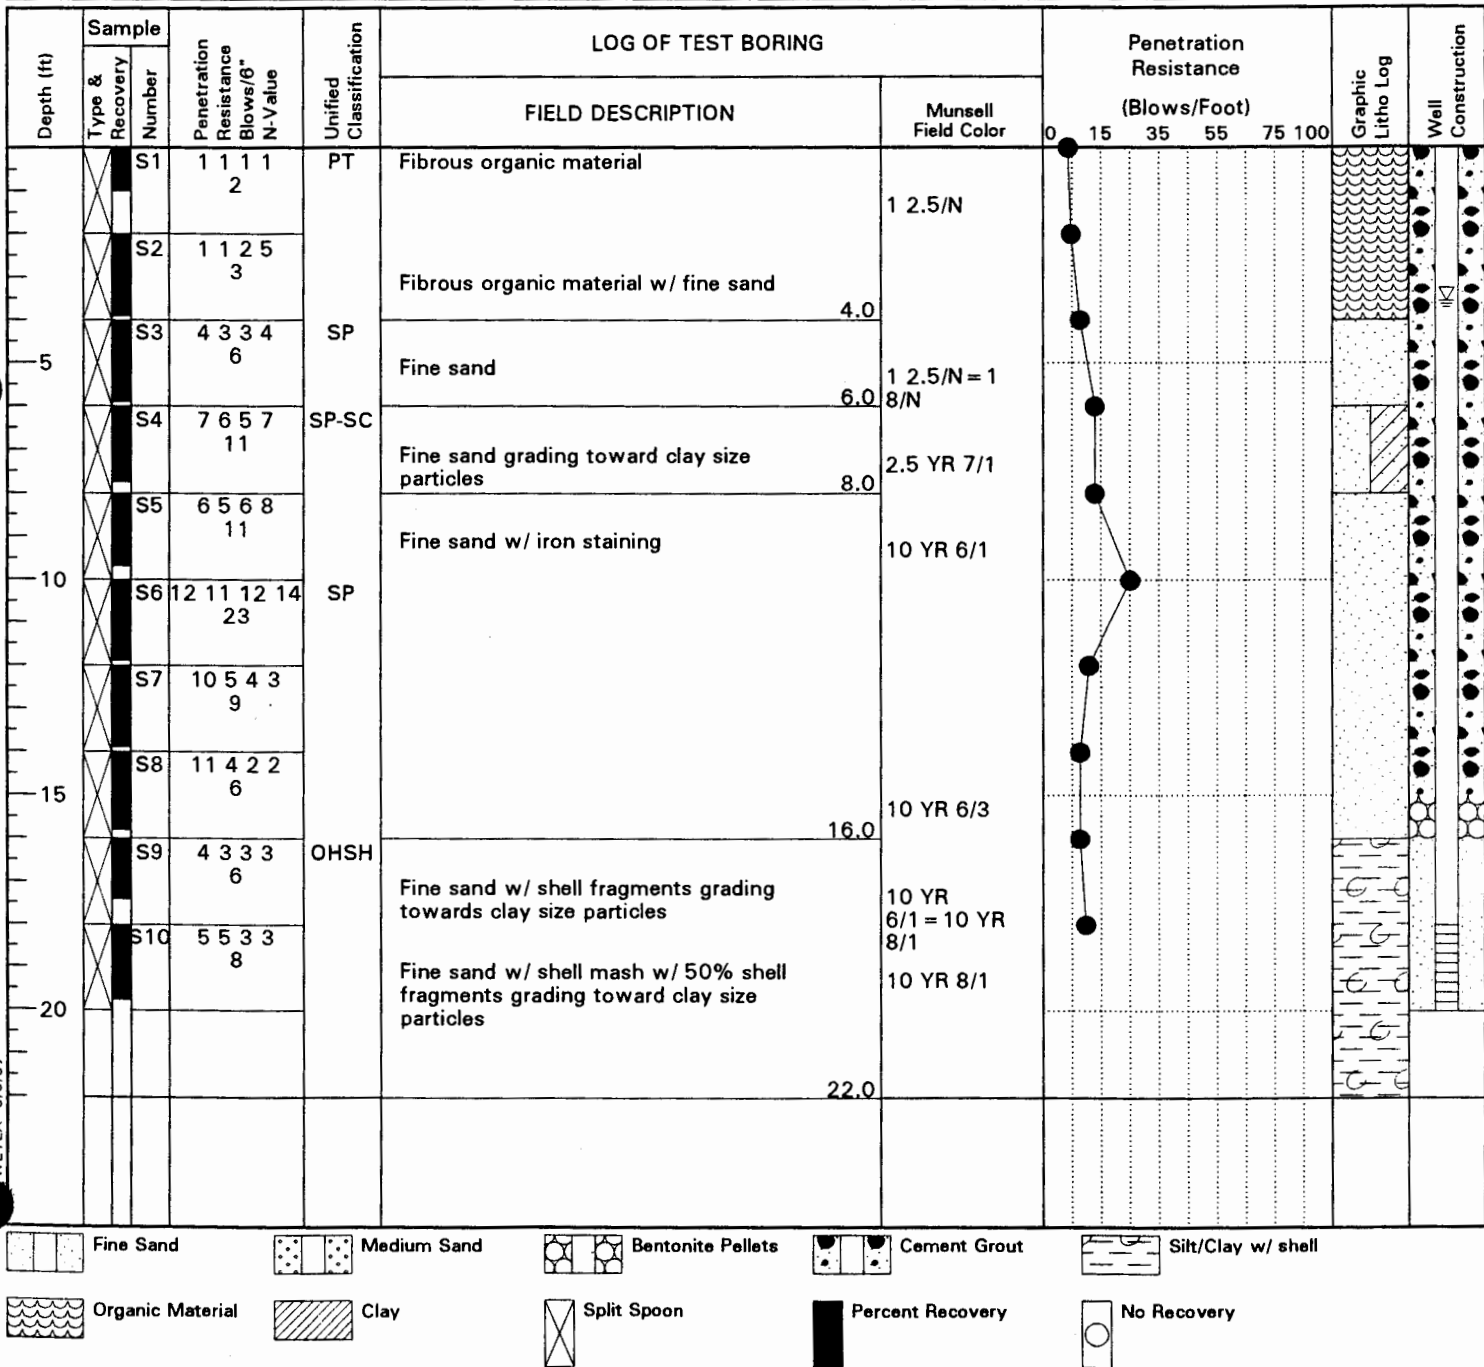 Depth (ft)
Sample
Type &
Recovery
Number
Penetration
Resistance
Blows/6"
N-Value
Unified
Classification
LOG OF TEST BORING
FIELD DESCRIPTION
Munsell
Field Color
Penetration
Resistance
(Blows/Foot)
0 15 35 55 75 100
Graphic
Litho Log
Well
Construction
S1 1 1 1 1 PT Fibrous organic material
2
1 2.5/N
S2 1 1 2 5
3
Fibrous organic material w/ fine sand
4.0
S3 4 3 3 4 SP
6
5
Fine sand
1 2.5/N = 1
6.0 8/N
S4 7 6 5 7 SP-SC
11
Fine sand grading toward clay size
particles
2.5 YR 7/1
8.0
S5 6 5 6 8
11
Fine sand w/ iron staining
10 YR 6/1
10
S6 12 11 12 14 SP
23
S7 10 5 4 3
9
S8 11 4 2 2
6
15
10 YR 6/3
16.0
S9 4 3 3 3 OHSH
6
Fine sand w/ shell fragments grading
towards clay size particles
10 YR
6/1 = 10 YR
8/1
S10 5 5 3 3
8
Fine sand w/ shell mash w/ 50% shell
fragments grading toward clay size
particles
10 YR 8/1
20
22.0
Fine Sand
Medium Sand
Bentonite Pellets
Cement Grout
Silt/Clay w/ shell
Organic Material
Clay
Split Spoon
Percent Recovery
No Recovery